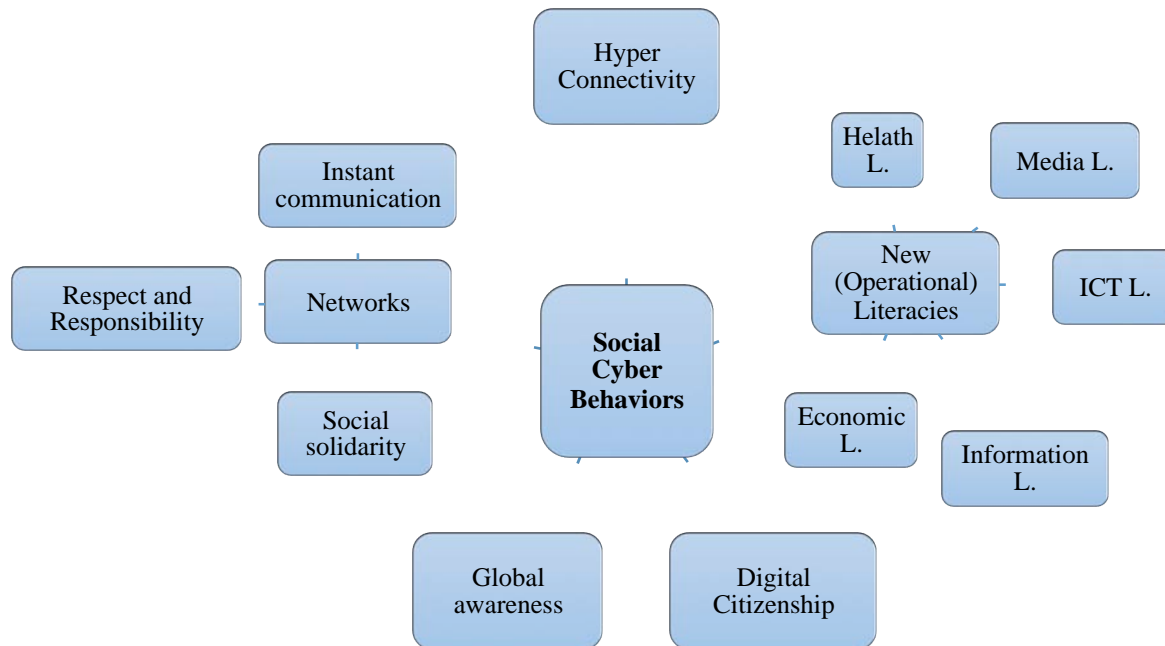 Hyper
Connectivity
Helath
L.
Media L.
Instant
communication
New
(Operational)
Literacies
ICT L.
Respect and
Responsibility
Networks
Social
Cyber
Behaviors
Social
solidarity
Economic
L.
Information
L.
Global
awareness
Digital
Citizenship